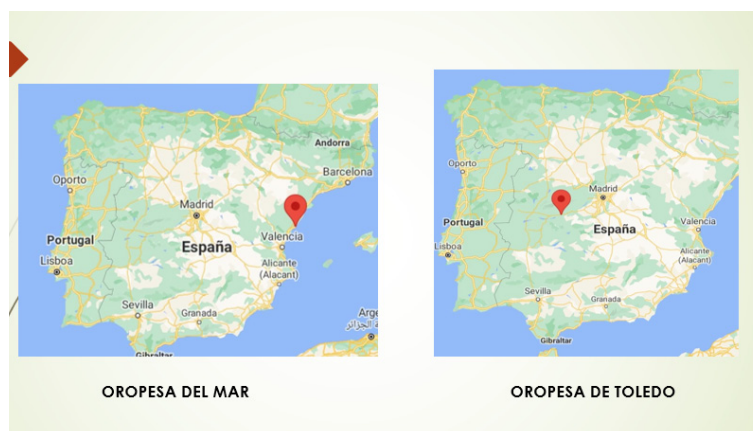 Andorra
Barcelona
Oporto
Madrid
Portugal
España
Valencia
Lisboa
Alicante
(Alacant)
Sevilla
Granada
Gibraltar
OROPESA DEL MAR
Oporto
Madrid
Portugal
España
Valencia
Lisboa
Alicante
(Alacant)
Sevilla
Granada
Gibraltar
OROPESA DE TOLEDO